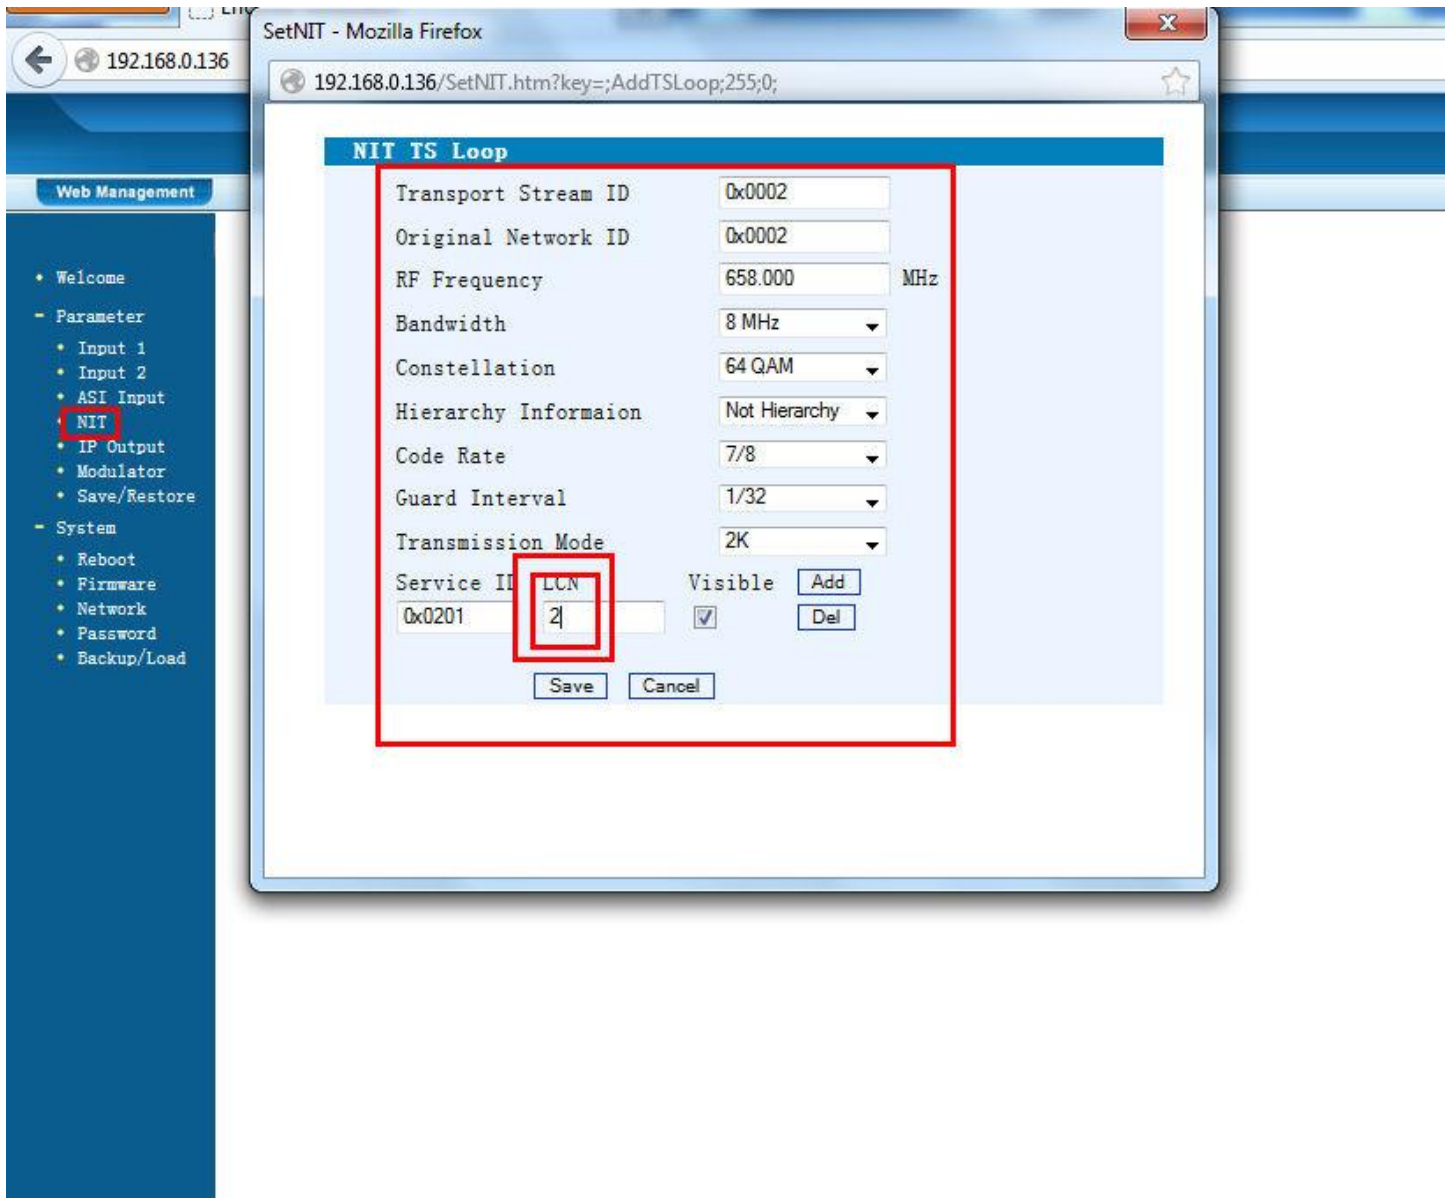 SetNIT - Mozilla Firefox
192.168.0.136
192.168.0.136/SetNIT.htm?key=;AddTSLoop;255;0;
Web Management
• Welcome
- Parameter
• Input 1
• Input 2
• ASI Input
• NIT
• IP Output
• Modulator
• Save/Restore
- System
• Reboot
• Firmware
• Network
• Password
• Backup/Load
NIT TS Loop
Transport Stream ID 0x0002
Original Network ID 0x0002
RF Frequency 658.000 MHz
Bandwidth 8 MHz
Constellation 64 QAM
Hierarchy Informaion Not Hierarchy
Code Rate 7/8
Guard Interval 1/32
Transmission Mode 2K
Service ID LCN Visible Add
0x0201 2 Del
Save Cancel